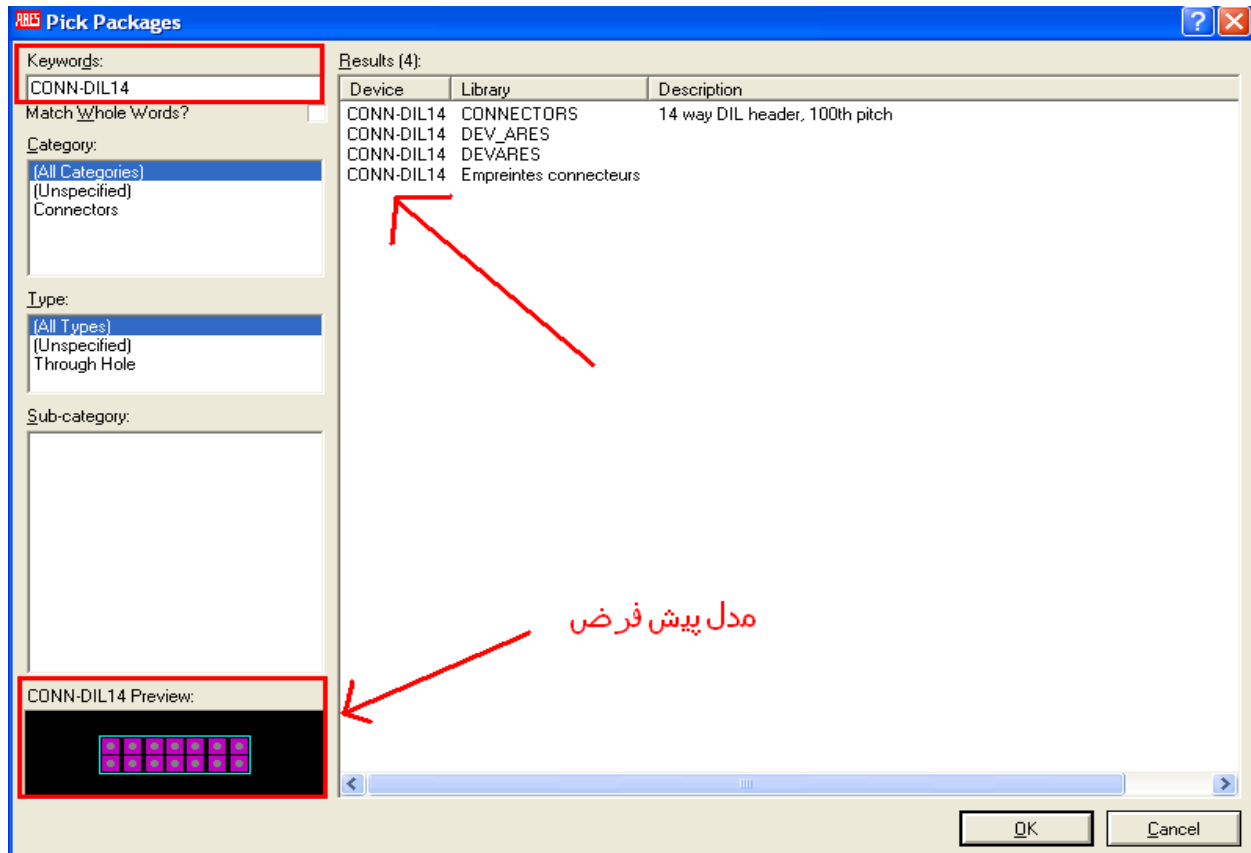 ARES Pick Packages
Keywords:
CONN-DIL14
Match Whole Words?
Category:
(All Categories)
(Unspecified)
Connectors
Type:
(All Types)
(Unspecified)
Through Hole
Sub-category:
CONN-DIL14 Preview:
Results (4):
Device Library Description
CONN-DIL14 CONNECTORS 14 way DIL header, 100th pitch
CONN-DIL14 DEV_ARES
CONN-DIL14 DEVARES
CONN-DIL14 Empreintes connecteurs
مدل پیش فرض
OK Cancel